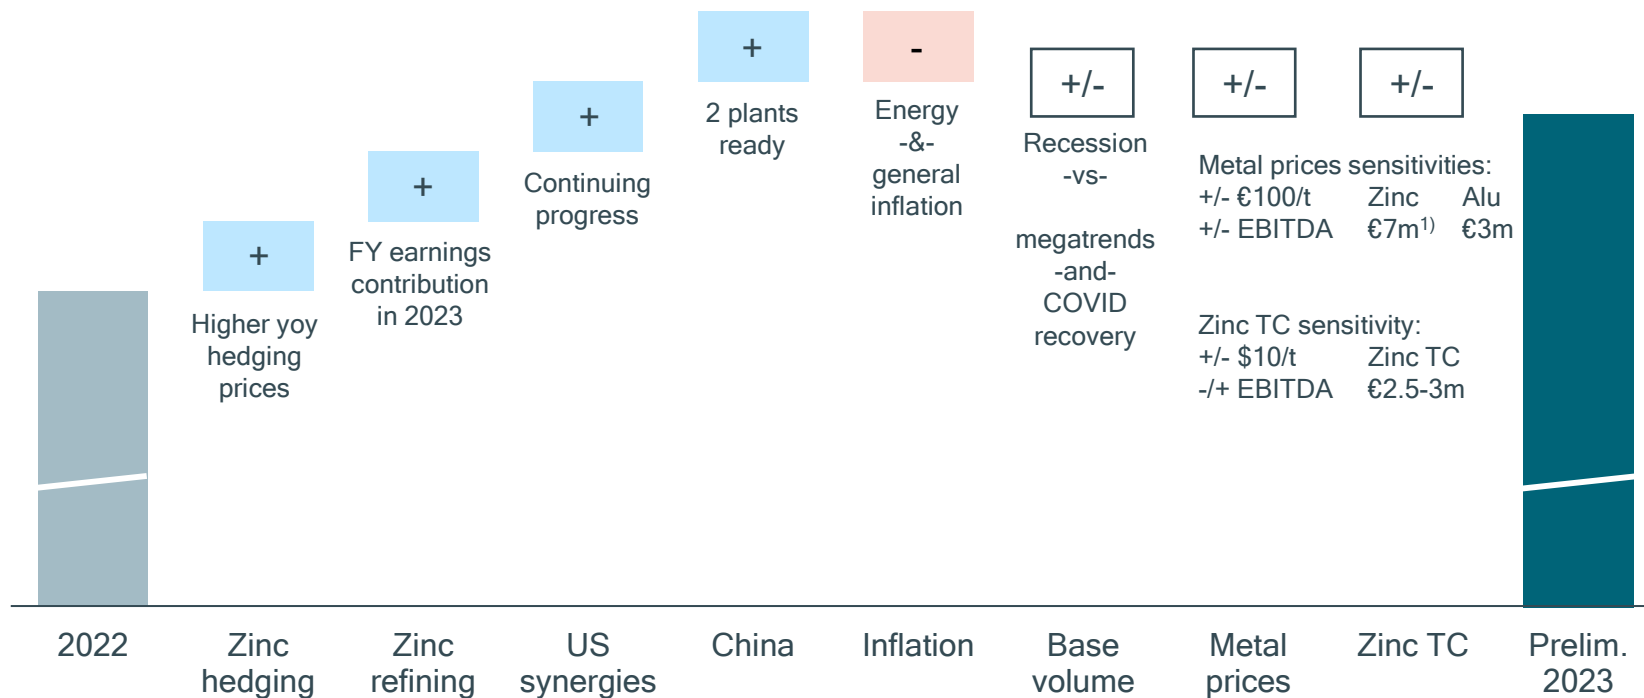 +
Higher yoy
hedging
prices
+
FY earnings
contribution
in 2023
+
Continuing
progress
+
2 plants
ready
-
Energy
-&-
general
inflation
+/-
Recession
-vs-
megatrends
-and-
COVID
recovery
+/-
+/-
Metal prices sensitivities:
+/- €100/t Zinc Alu
+/- EBITDA €7m1) €3m
Zinc TC sensitivity:
+/- $10/t Zinc TC
-/+ EBITDA €2.5-3m
2022
Zinc
hedging
Zinc
refining
US
synergies
China
Inflation
Base
volume
Metal
prices
Zinc TC
Prelim.
2023